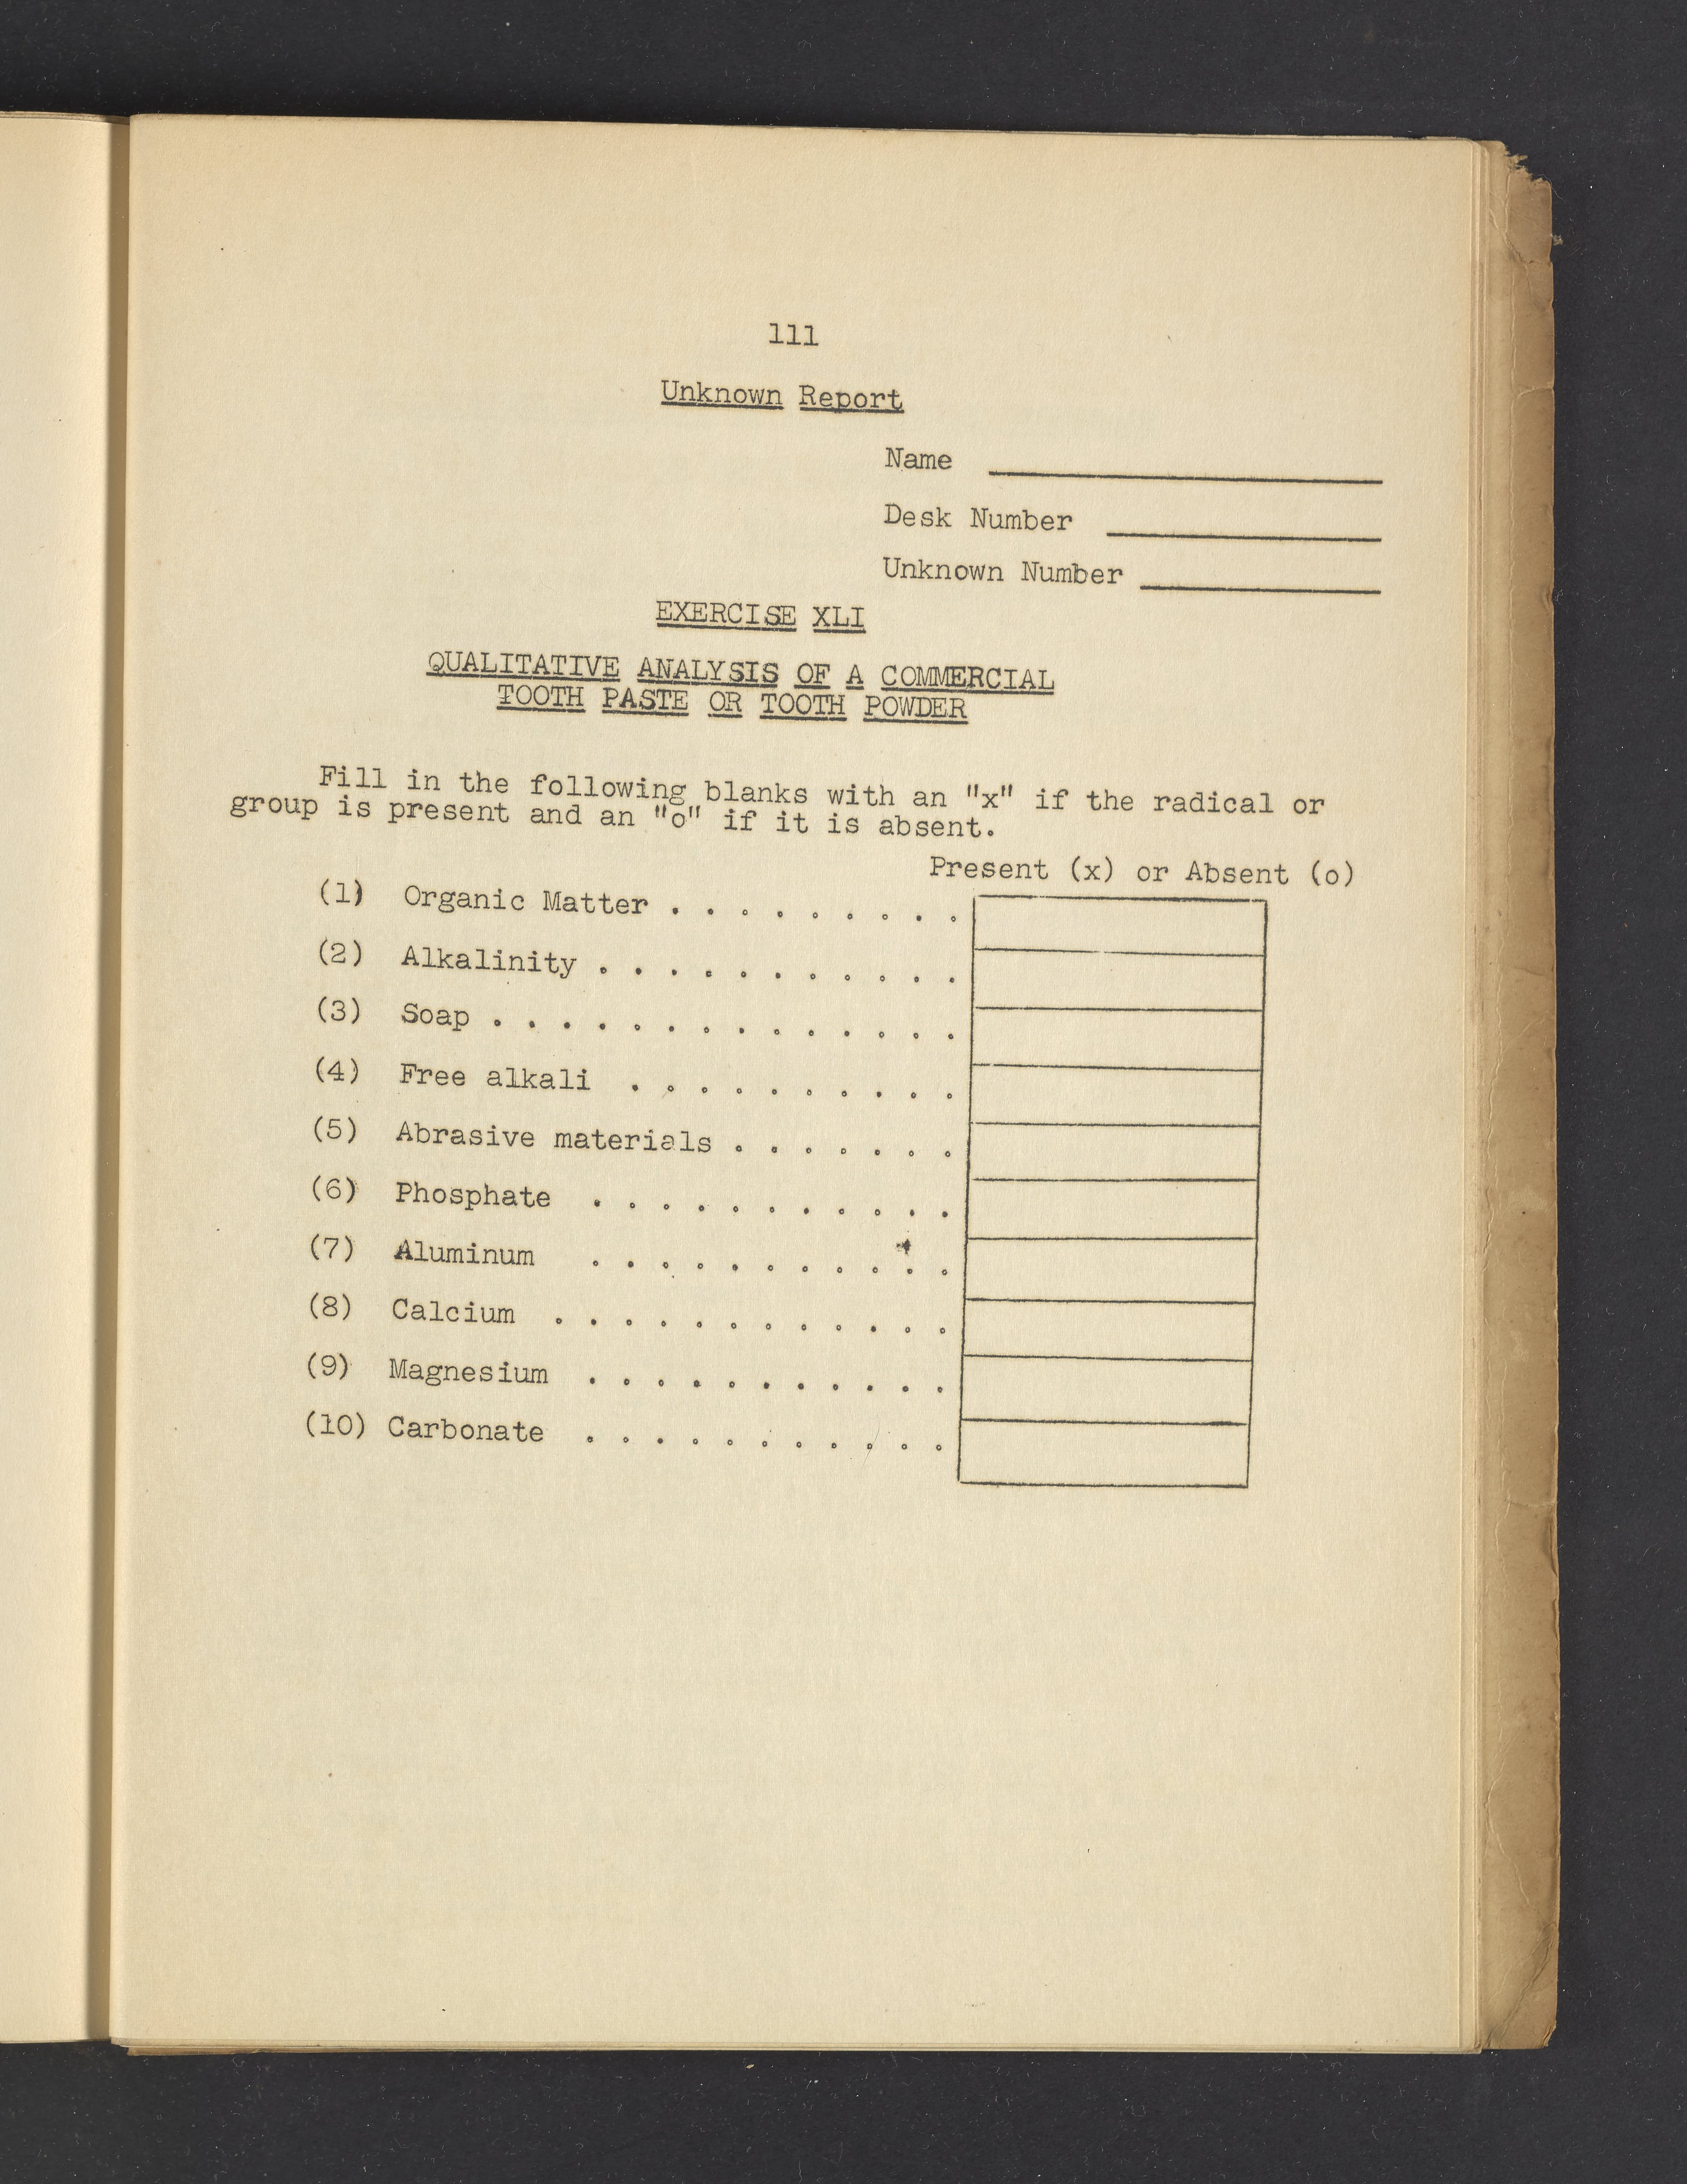 111
Unknown Report
Name
Desk Number
Unknown Number
EXERCISE XLI
QUALITATIVE ANALYSIS OF A COMMERCIAL
TOOTH PASTE OR TOOTH POWDER
Fill in the following blanks with an "x" if the radical or
group is present and an "o" if it is absent.
Present (x) or Absent (o)
(1) Organic Matter . . . . . . . . .
(2) Alkalinity . . . . . . . . . . .
(3) Soap . . . . . . . . . . . . . .
(4) Free alkali . . . . . . . . . .
(5) Abrasive materials . . . . . . .
(6) Phosphate . . . . . . . . . . .
(7) Aluminum . . . . . . . . . . .
(8) Calcium . . . . . . . . . . . .
(9) Magnesium . . . . . . . . . . .
(10) Carbonate . . . . . . . . . . .